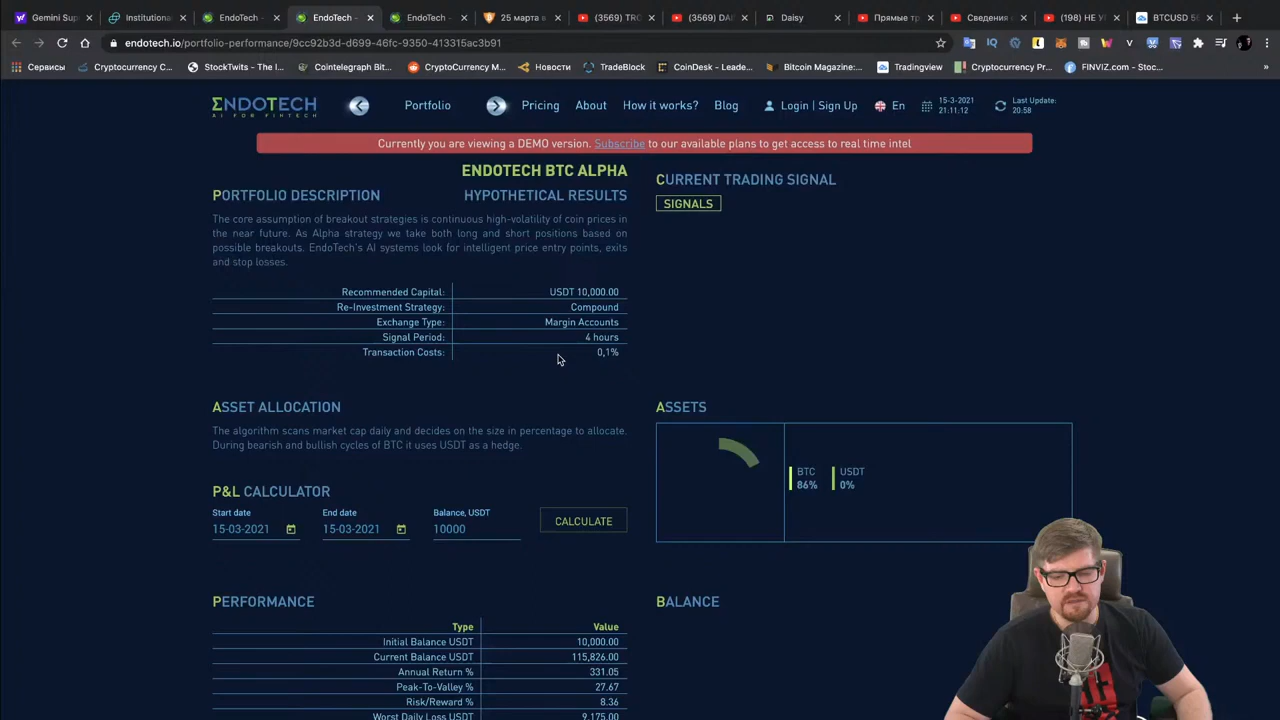 Gemini Sup
Institutiona
EndoTech -
EndoTech -
EndoTech -
25 марта в
(3569) TRC
(3569) DAI
Daisy
Прямые тр
Сведения о
(198) НЕ У
BTCUSD 56
endotech.io/portfolio-performance/9cc92b3d-d699-46fc-9350-413315ac3b91
Сервисы
Cryptocurrency C...
StockTwits - The l...
Cointelegraph Bit...
CryptoCurrency M...
Новости
TradeBlock
CoinDesk - Leade...
Bitcoin Magazine:...
Tradingview
Cryptocurrency Pr...
FINVIZ.com - Stoc...
»
ENDOTECH
AI FOR FINTECH
Portfolio
Pricing
About
How it works?
Blog
Login | Sign Up
En
15-3-2021
21:11:12
Last Update:
20:58
Currently you are viewing a DEMO version. Subscribe to our available plans to get access to real time intel
ENDOTECH BTC ALPHA
PORTFOLIO DESCRIPTION HYPOTHETICAL RESULTS
The core assumption of breakout strategies is continuous high-volatility of coin prices in
the near future. As Alpha strategy we take both long and short positions based on
possible breakouts. EndoTech's AI systems look for intelligent price entry points, exits
and stop losses.
Recommended Capital: USDT 10,000.00
Re-Investment Strategy: Compound
Exchange Type: Margin Accounts
Signal Period: 4 hours
Transaction Costs: 0,1%
CURRENT TRADING SIGNAL
SIGNALS
ASSET ALLOCATION
The algorithm scans market cap daily and decides on the size in percentage to allocate.
During bearish and bullish cycles of BTC it uses USDT as a hedge.
ASSETS
BTC USDT
86% 0%
P&L CALCULATOR
Start date End date Balance, USDT
15-03-2021 15-03-2021 10000 CALCULATE
PERFORMANCE
Type Value
Initial Balance USDT 10,000.00
Current Balance USDT 115,826.00
Annual Return % 331.05
Peak-To-Valley % 27.67
Risk/Reward % 8.36
Worst Daily Loss USDT 9,175.00
BALANCE